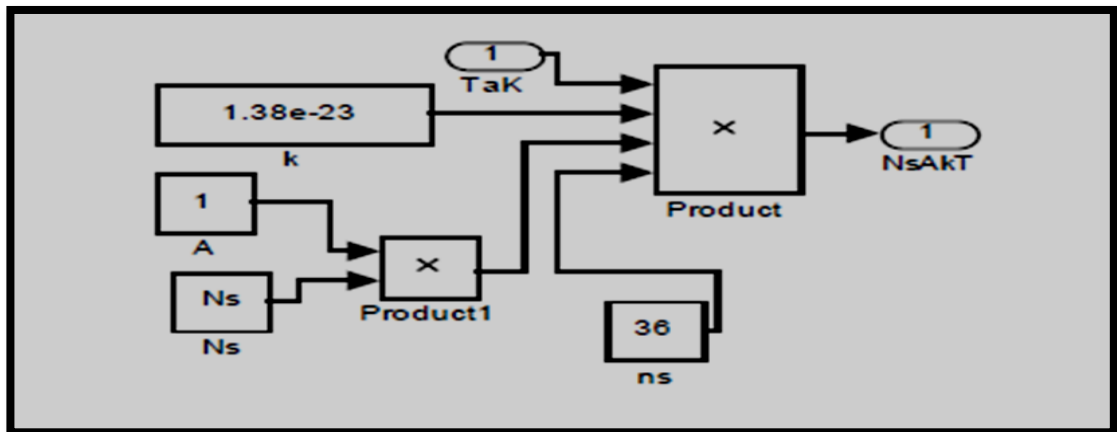 1
TaK
1.38e-23
k
×
Product
1
NsAkT
1
A
×
Product1
Ns
Ns
36
ns